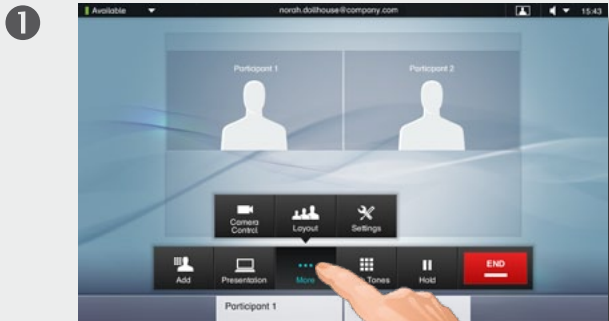 1
Available norah.dollhouse@company.com 15:43
Participant 1 Participant 2
Camera Control Layout Settings
Add Presentation More Tones Hold END
Participant 1